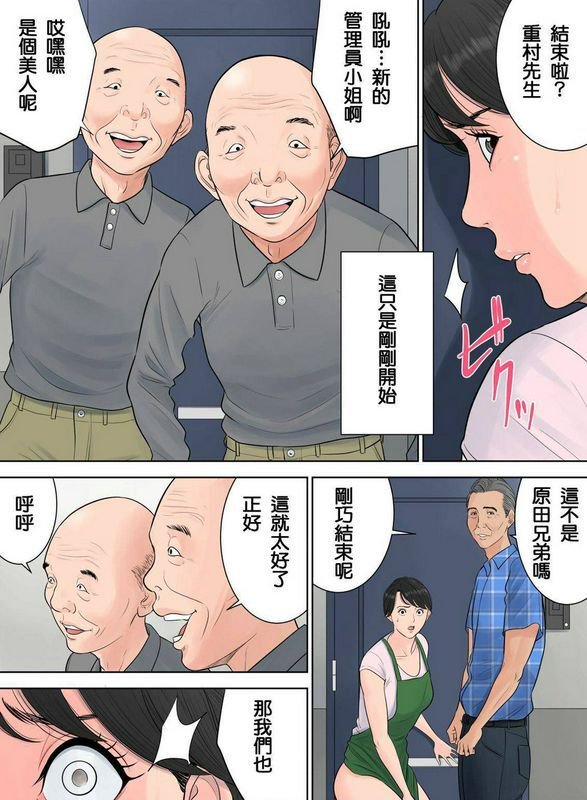 結束啦？
重村先生
吼吼…新的
管理員小姐啊
哎嘿嘿
是個美人呢
這只是剛剛開始
ビクッ
這不是
原田兄弟嗎
剛巧結束呢
這就太好了
正好
呼呼
那我們也